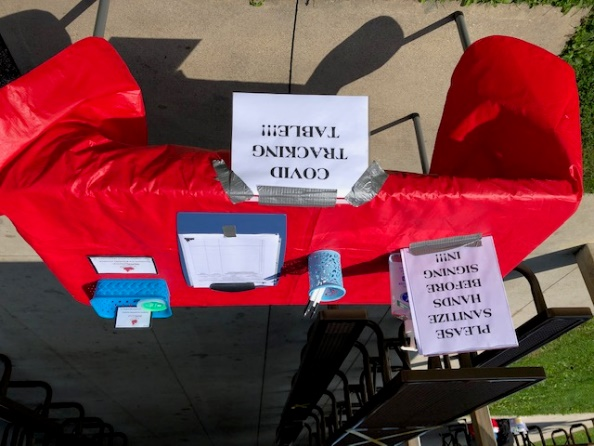 COVID
TRACKING
TABLE!!!
PLEASE
SANITIZE
HANDS
BEFORE
SIGNING
IN!!!